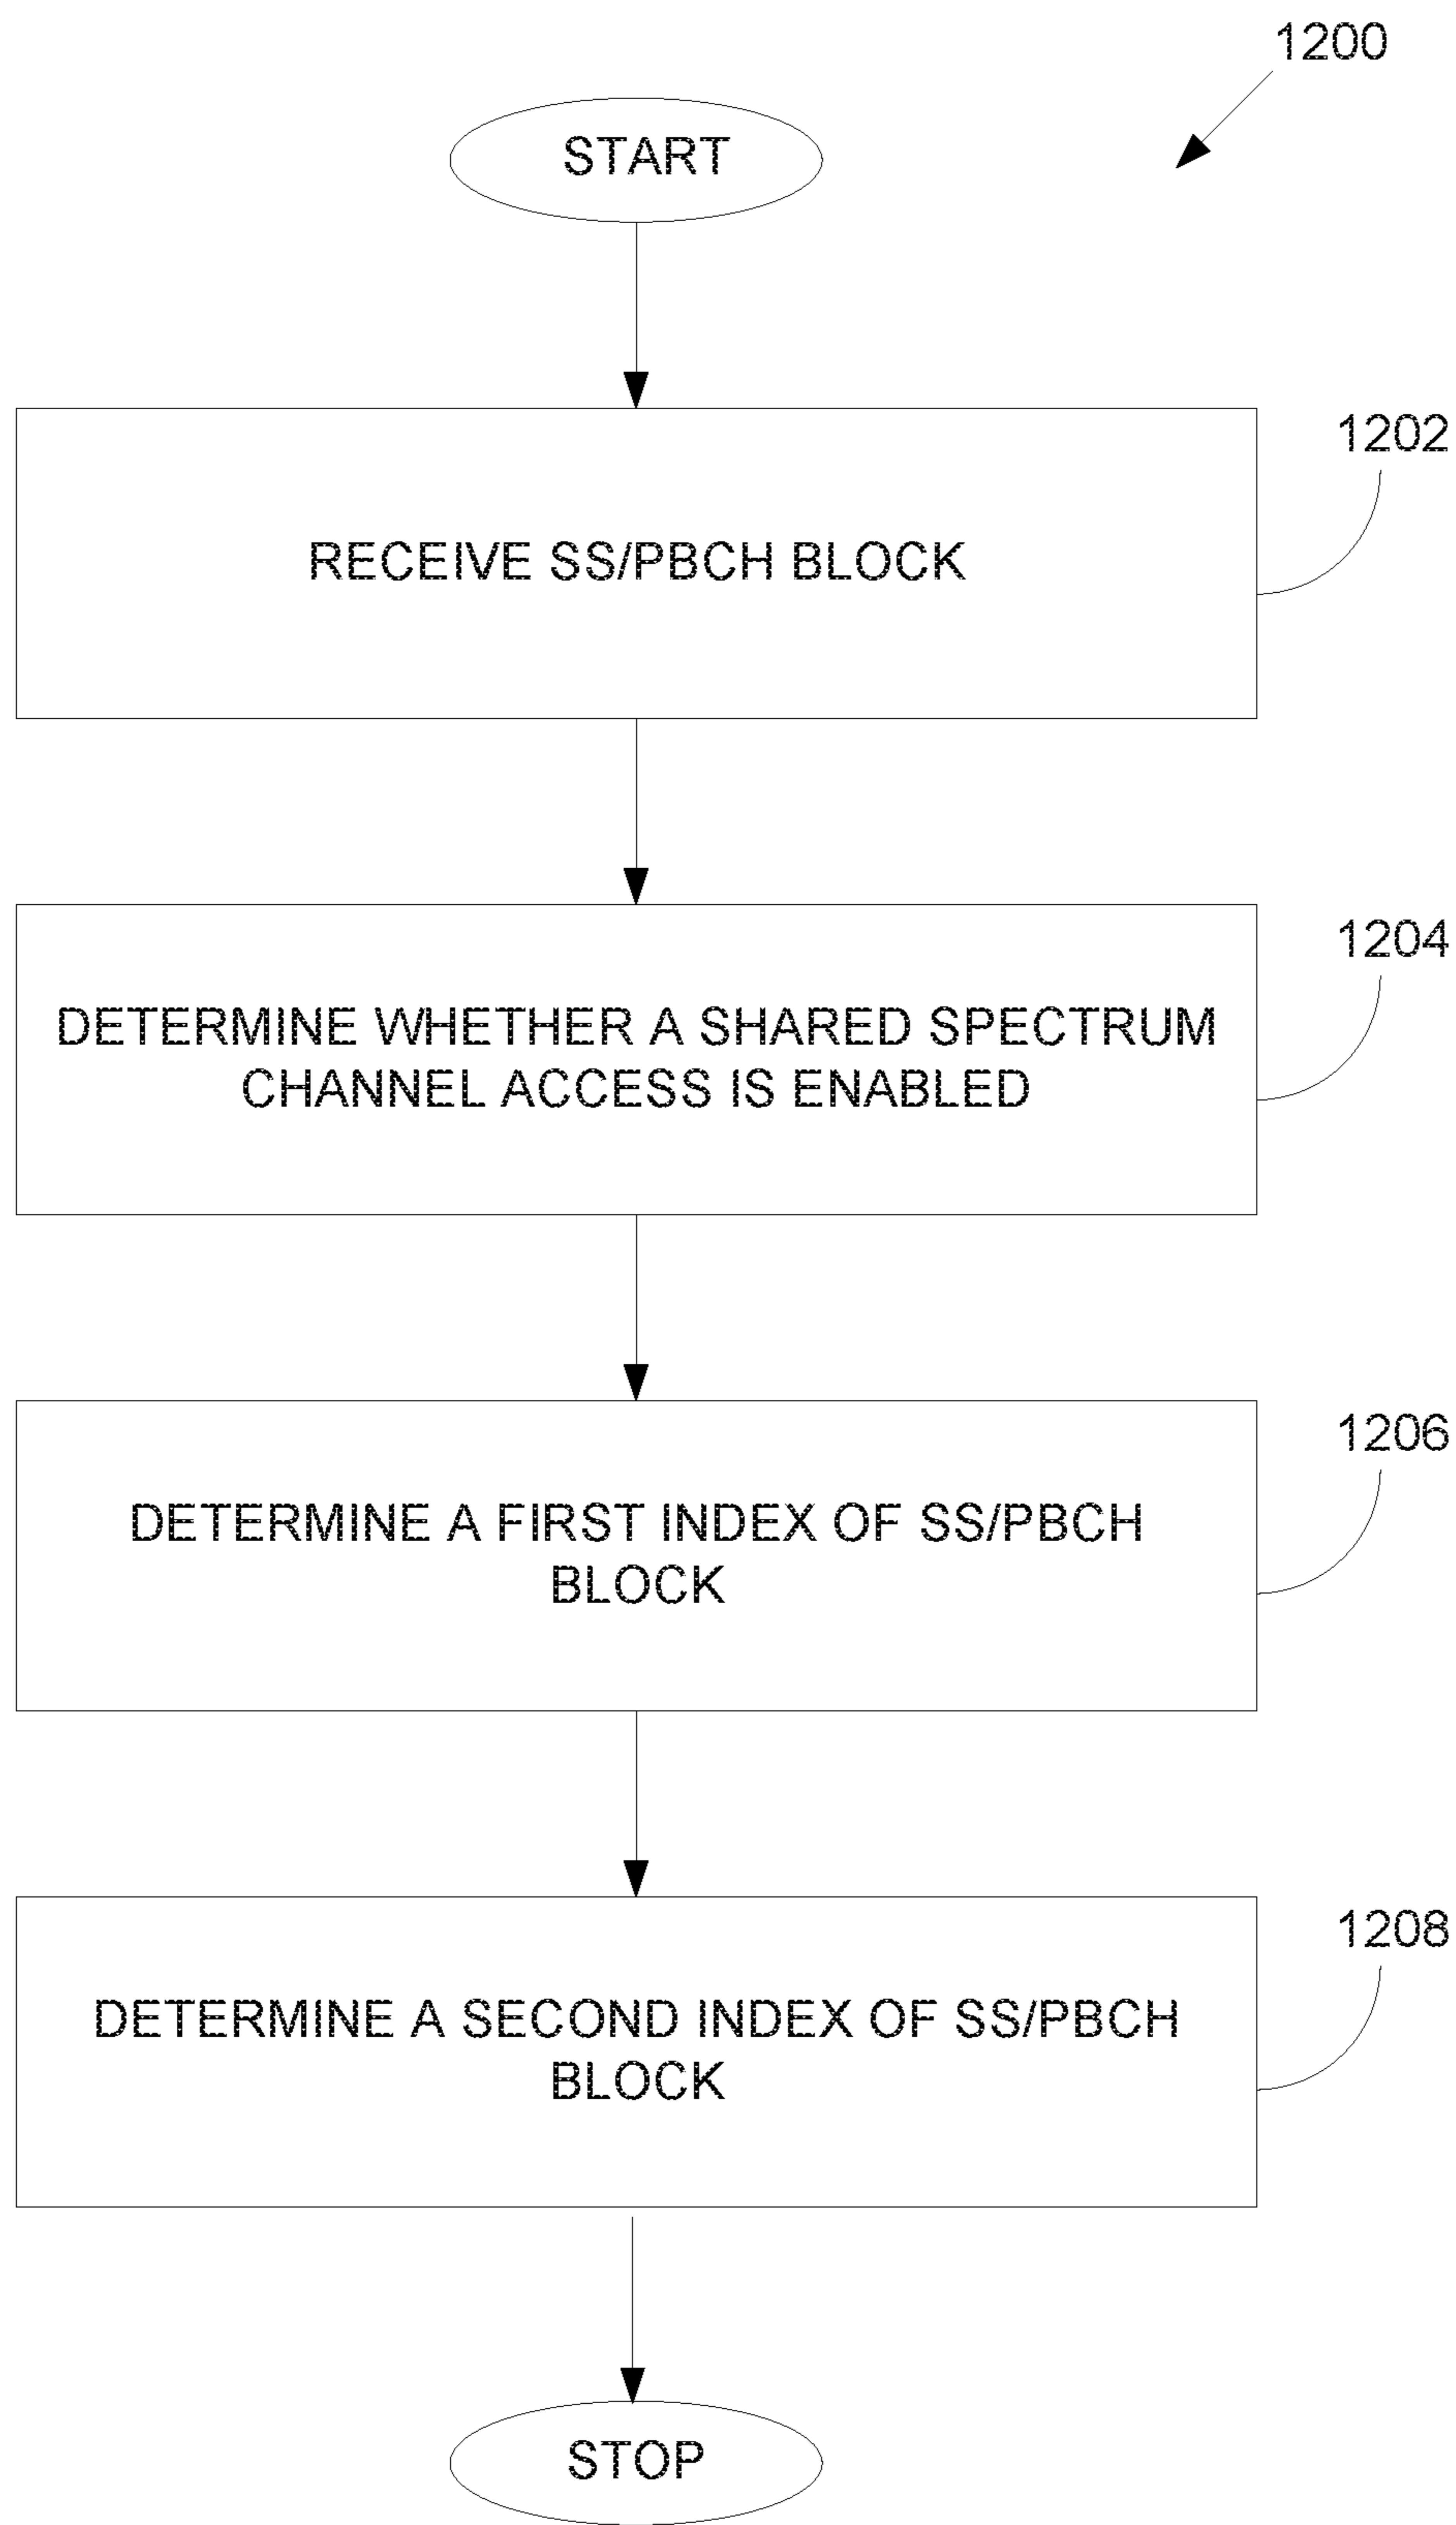 1200
START
1202
RECEIVE SS/PBCH BLOCK
1204
DETERMINE WHETHER A SHARED SPECTRUM
CHANNEL ACCESS IS ENABLED
1206
DETERMINE A FIRST INDEX OF SS/PBCH
BLOCK
1208
DETERMINE A SECOND INDEX OF SS/PBCH
BLOCK
STOP